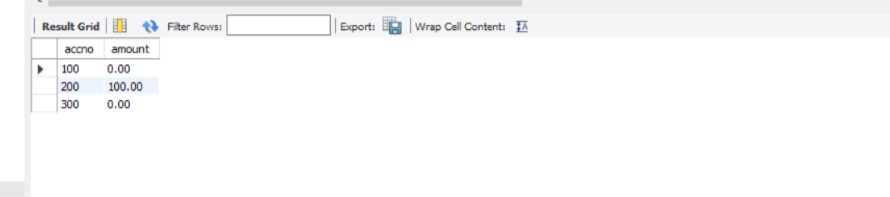 Result Grid Filter Rows: Export: Wrap Cell Content:
accno amount
100 0.00
200 100.00
300 0.00